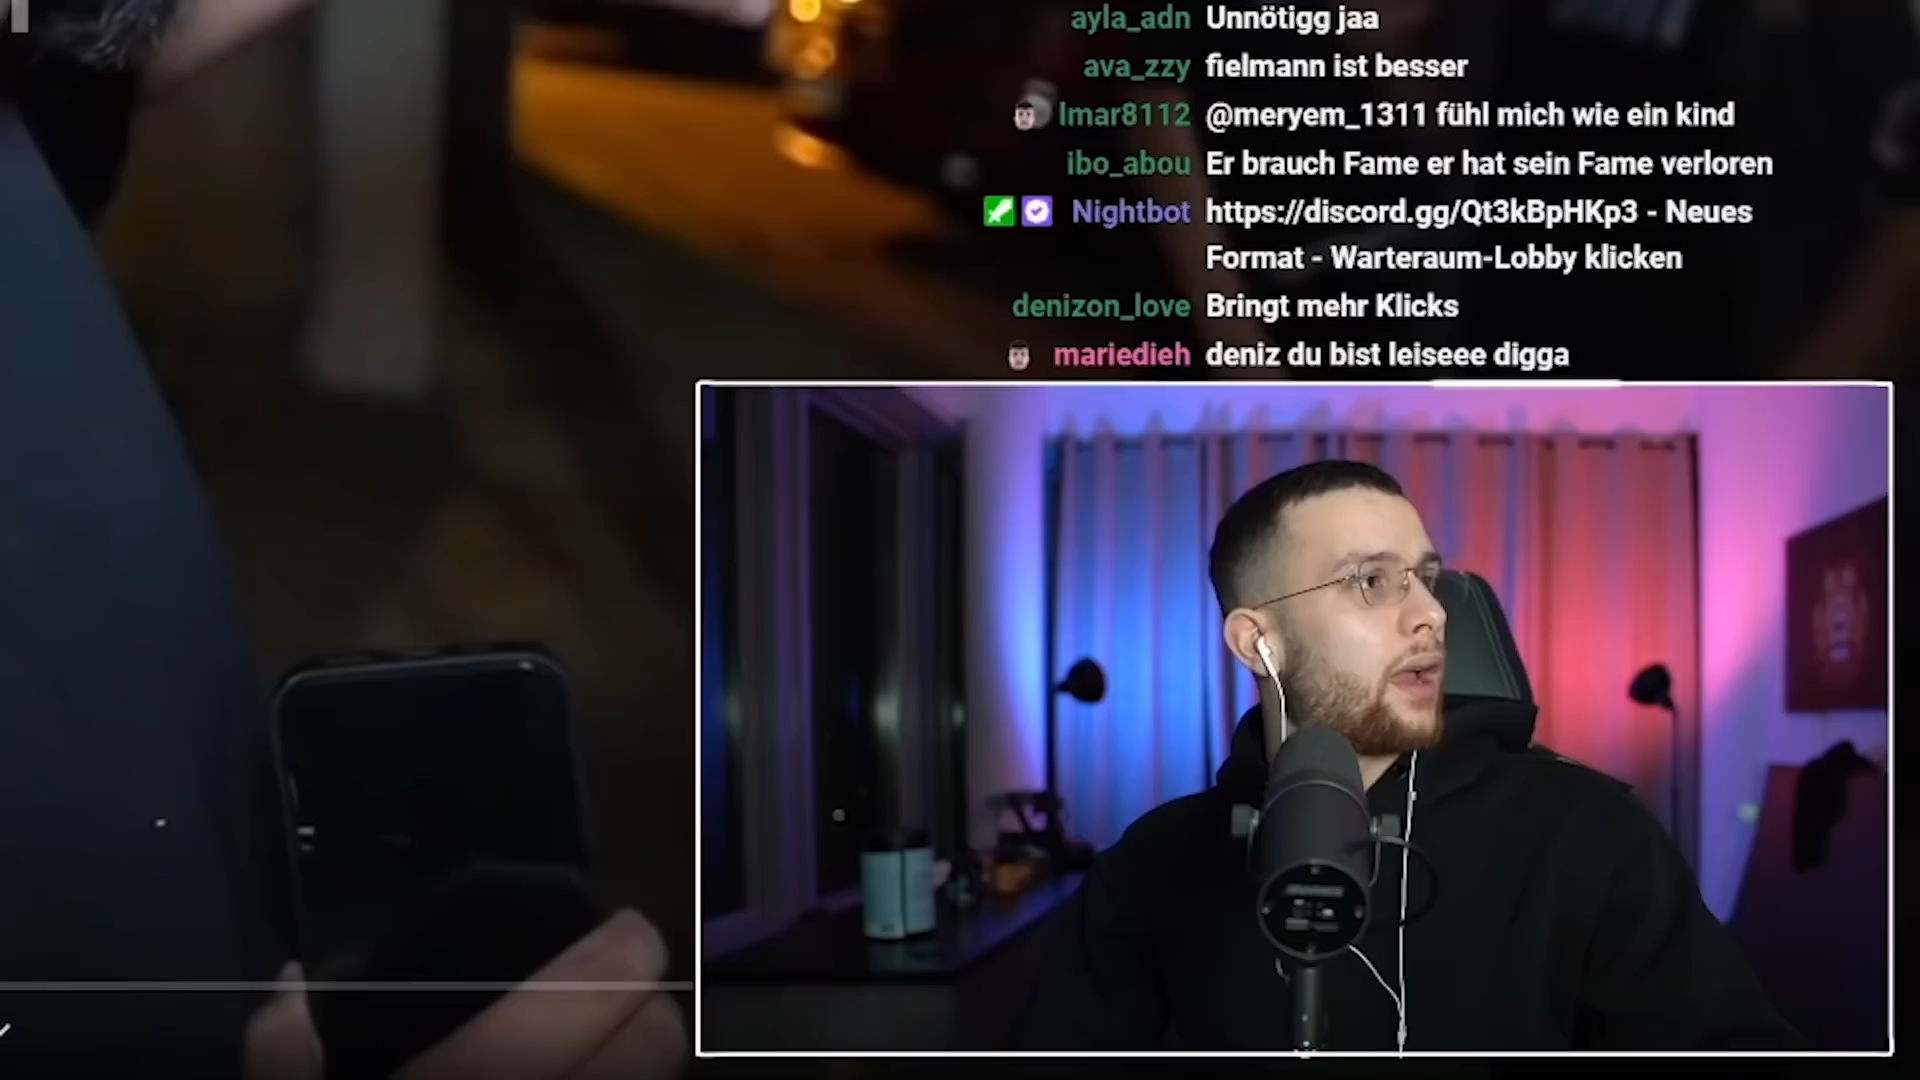 ayla_adn Unnötigg jaa
ava_zzy fielmann ist besser
lmar8112 @meryem_1311 fühl mich wie ein kind
ibo_abou Er brauch Fame er hat sein Fame verloren
Nightbot https://discord.gg/Qt3kBpHKp3 - Neues
Format - Warteraum-Lobby klicken
denizon_love Bringt mehr Klicks
mariedieh deniz du bist leiseee digga